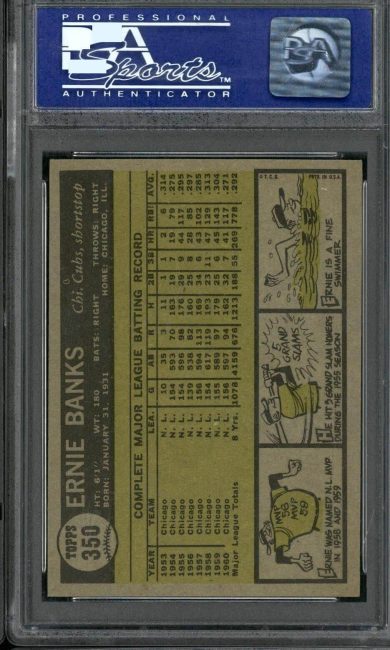 PROFESSIONAL
PSA
Sports™
AUTHENTICATOR
PSA
TOPPS
350
ERNIE BANKS
Chi. Cubs, shortstop
HT: 6'1" WT: 180 BATS: RIGHT THROWS: RIGHT
BORN: JANUARY 31, 1931 HOME: CHICAGO, ILL.
COMPLETE MAJOR LEAGUE BATTING RECORD
YEAR TEAM LEA. G AB R H 2B 3B HR RBI AVG.
1953 Chicago N. L. 10 35 3 11 1 1 2 6 .314
1954 Chicago N. L. 154 593 70 163 19 7 19 79 .275
1955 Chicago N. L. 154 596 98 176 29 9 44 117 .295
1956 Chicago N. L. 139 538 82 160 25 8 28 85 .297
1957 Chicago N. L. 156 594 113 169 34 6 43 102 .285
1958 Chicago N. L. 154 617 119 193 23 11 47 129 .313
1959 Chicago N. L. 155 589 97 179 25 6 45 143 .304
1960 Chicago N. L. 156 597 94 162 32 7 41 117 .271
Major League Totals 8 Yrs. 1078 4159 676 1213 188 55 269 778 .292
MVP 58
MVP 59
ERNIE WAS NAMED N.L. MVP
IN 1958 AND 1959
5
GRAND
SLAMS
HE HIT 5 GRAND SLAM HOMERS
DURING THE 1955 SEASON
© T.C.G. PRTD. IN U.S.A.
ERNIE IS A FINE
SWIMMER